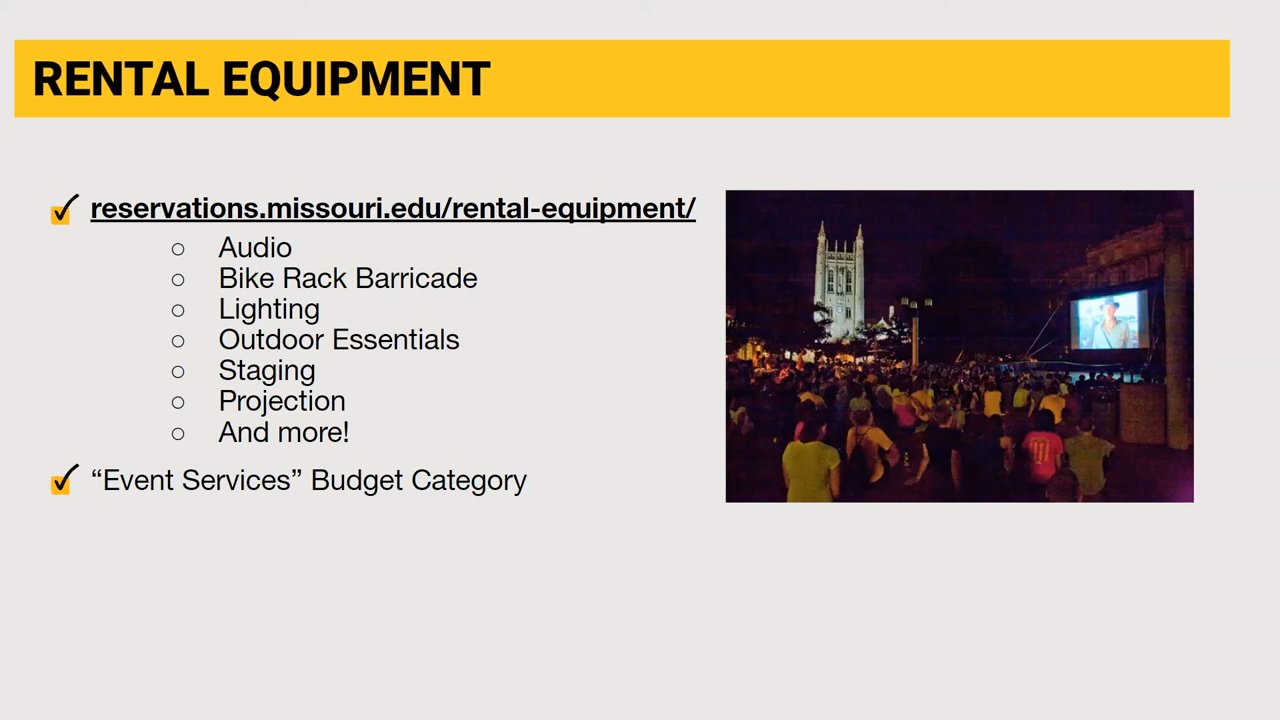 RENTAL EQUIPMENT
reservations.missouri.edu/rental-equipment/
Audio
Bike Rack Barricade
Lighting
Outdoor Essentials
Staging
Projection
And more!
“Event Services” Budget Category